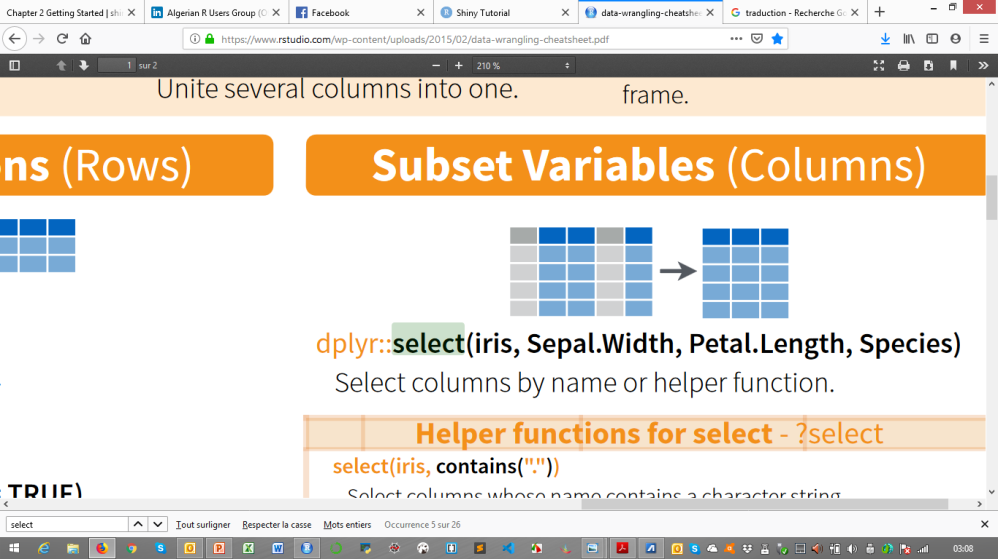 Chapter 2 Getting Started | shi
Algerian R Users Group (O
Facebook
Shiny Tutorial
data-wrangling-cheatshee
traduction - Recherche Go
https://www.rstudio.com/wp-content/uploads/2015/02/data-wrangling-cheatsheet.pdf
1 sur 2
210 %
Unite several columns into one.
frame.
ns (Rows)
Subset Variables (Columns)
dplyr::select(iris, Sepal.Width, Petal.Length, Species)
Select columns by name or helper function.
Helper functions for select - ?select
select(iris, contains("."))
Select columns whose name contains a character string
TRUE)
select
Tout surligner
Respecter la casse
Mots entiers
Occurrence 5 sur 26
03:08